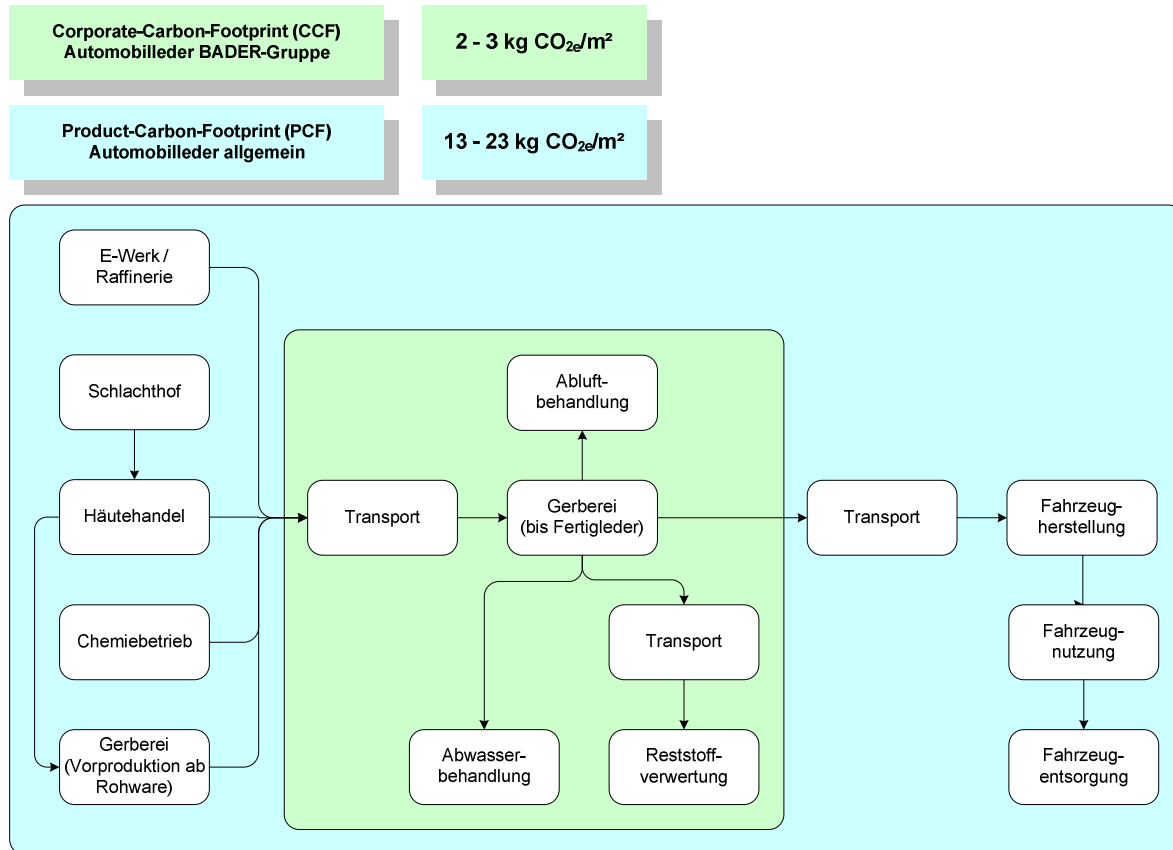 Corporate-Carbon-Footprint (CCF)
Automobilleder BADER-Gruppe
2 - 3 kg CO2e/m²
Product-Carbon-Footprint (PCF)
Automobilleder allgemein
13 - 23 kg CO2e/m²
E-Werk /
Raffinerie
Schlachthof
Abluft-
behandlung
Häutehandel
Transport
Gerberei
(bis Fertigleder)
Transport
Fahrzeug-
herstellung
Chemiebetrieb
Transport
Fahrzeug-
nutzung
Gerberei
(Vorproduktion ab
Rohware)
Abwasser-
behandlung
Reststoff-
verwertung
Fahrzeug-
entsorgung